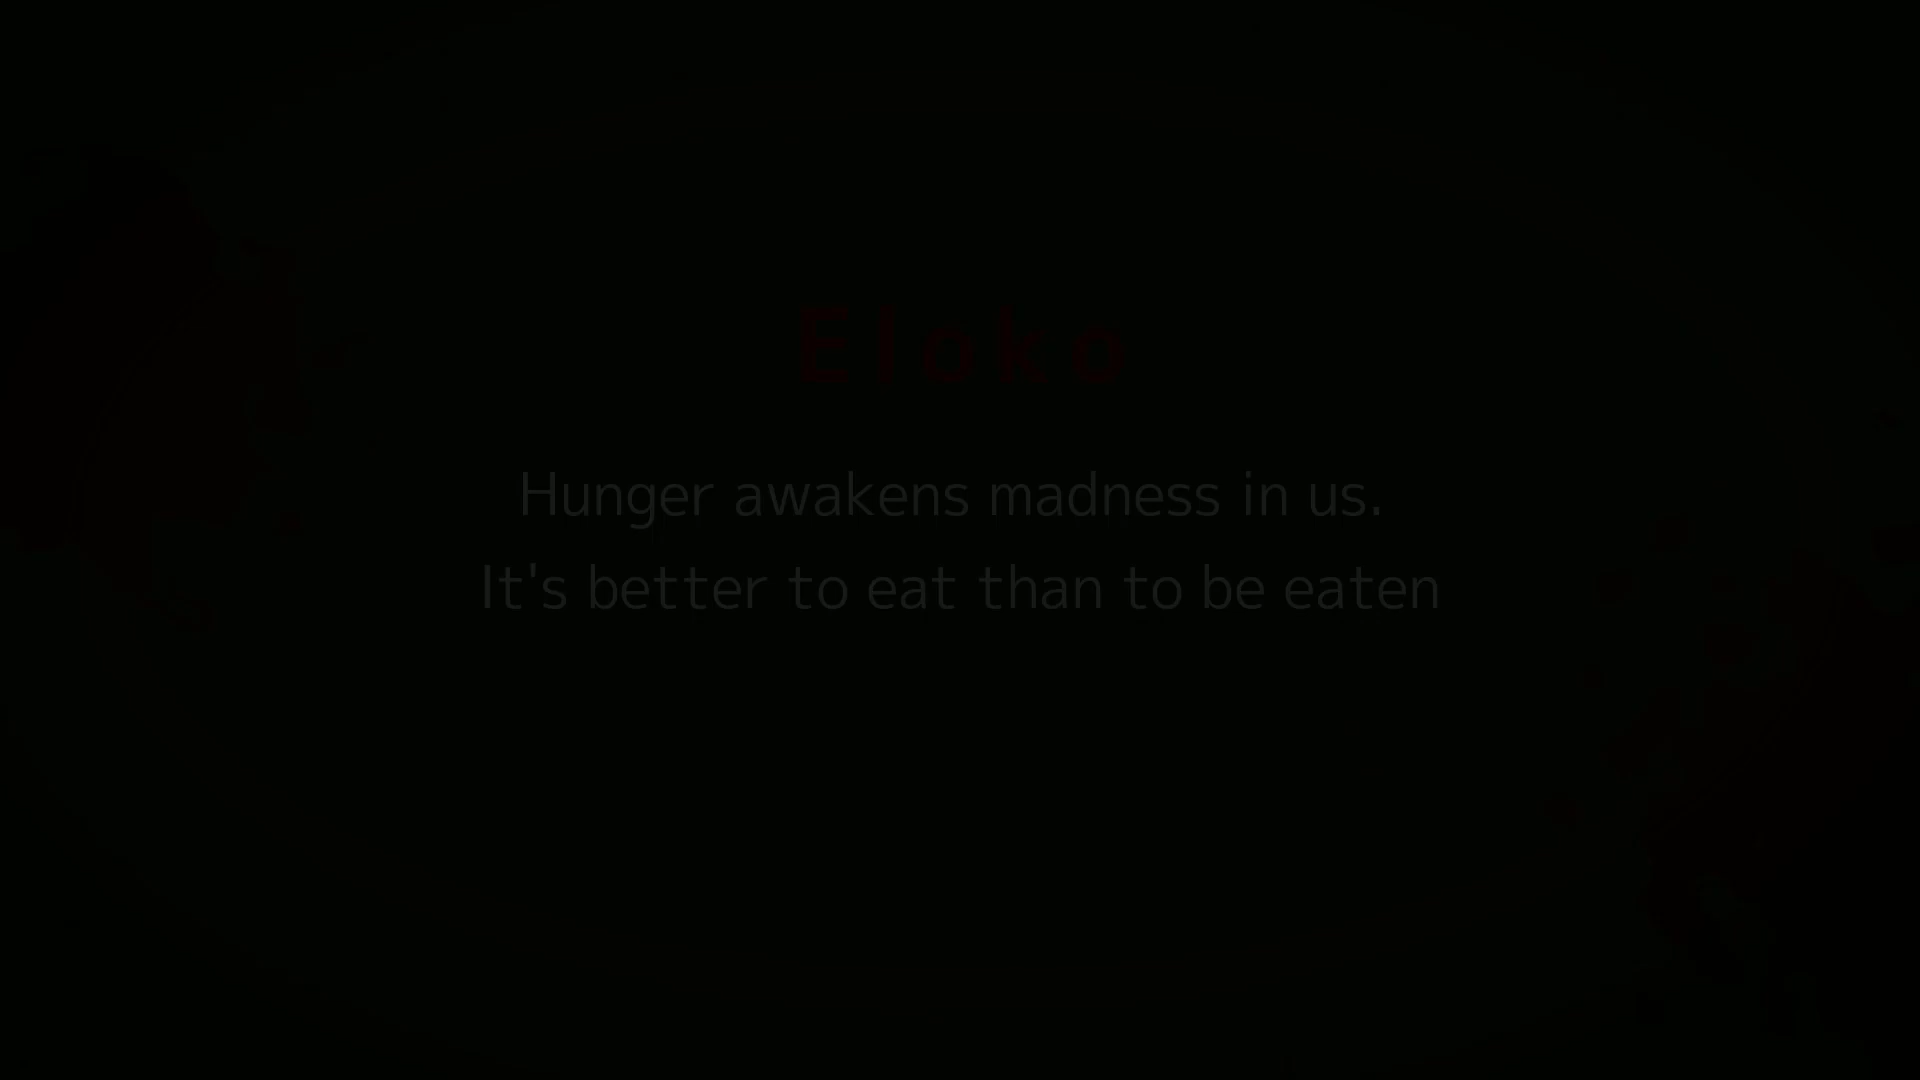 Eloko
Hunger awakens madness in us.
It's better to eat than to be eaten